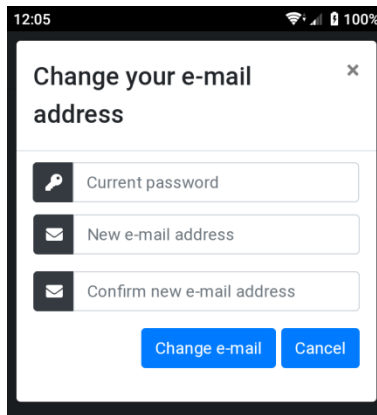 12:05 100%
Change your e-mail ×
address
Current password
New e-mail address
Confirm new e-mail address
Change e-mail Cancel